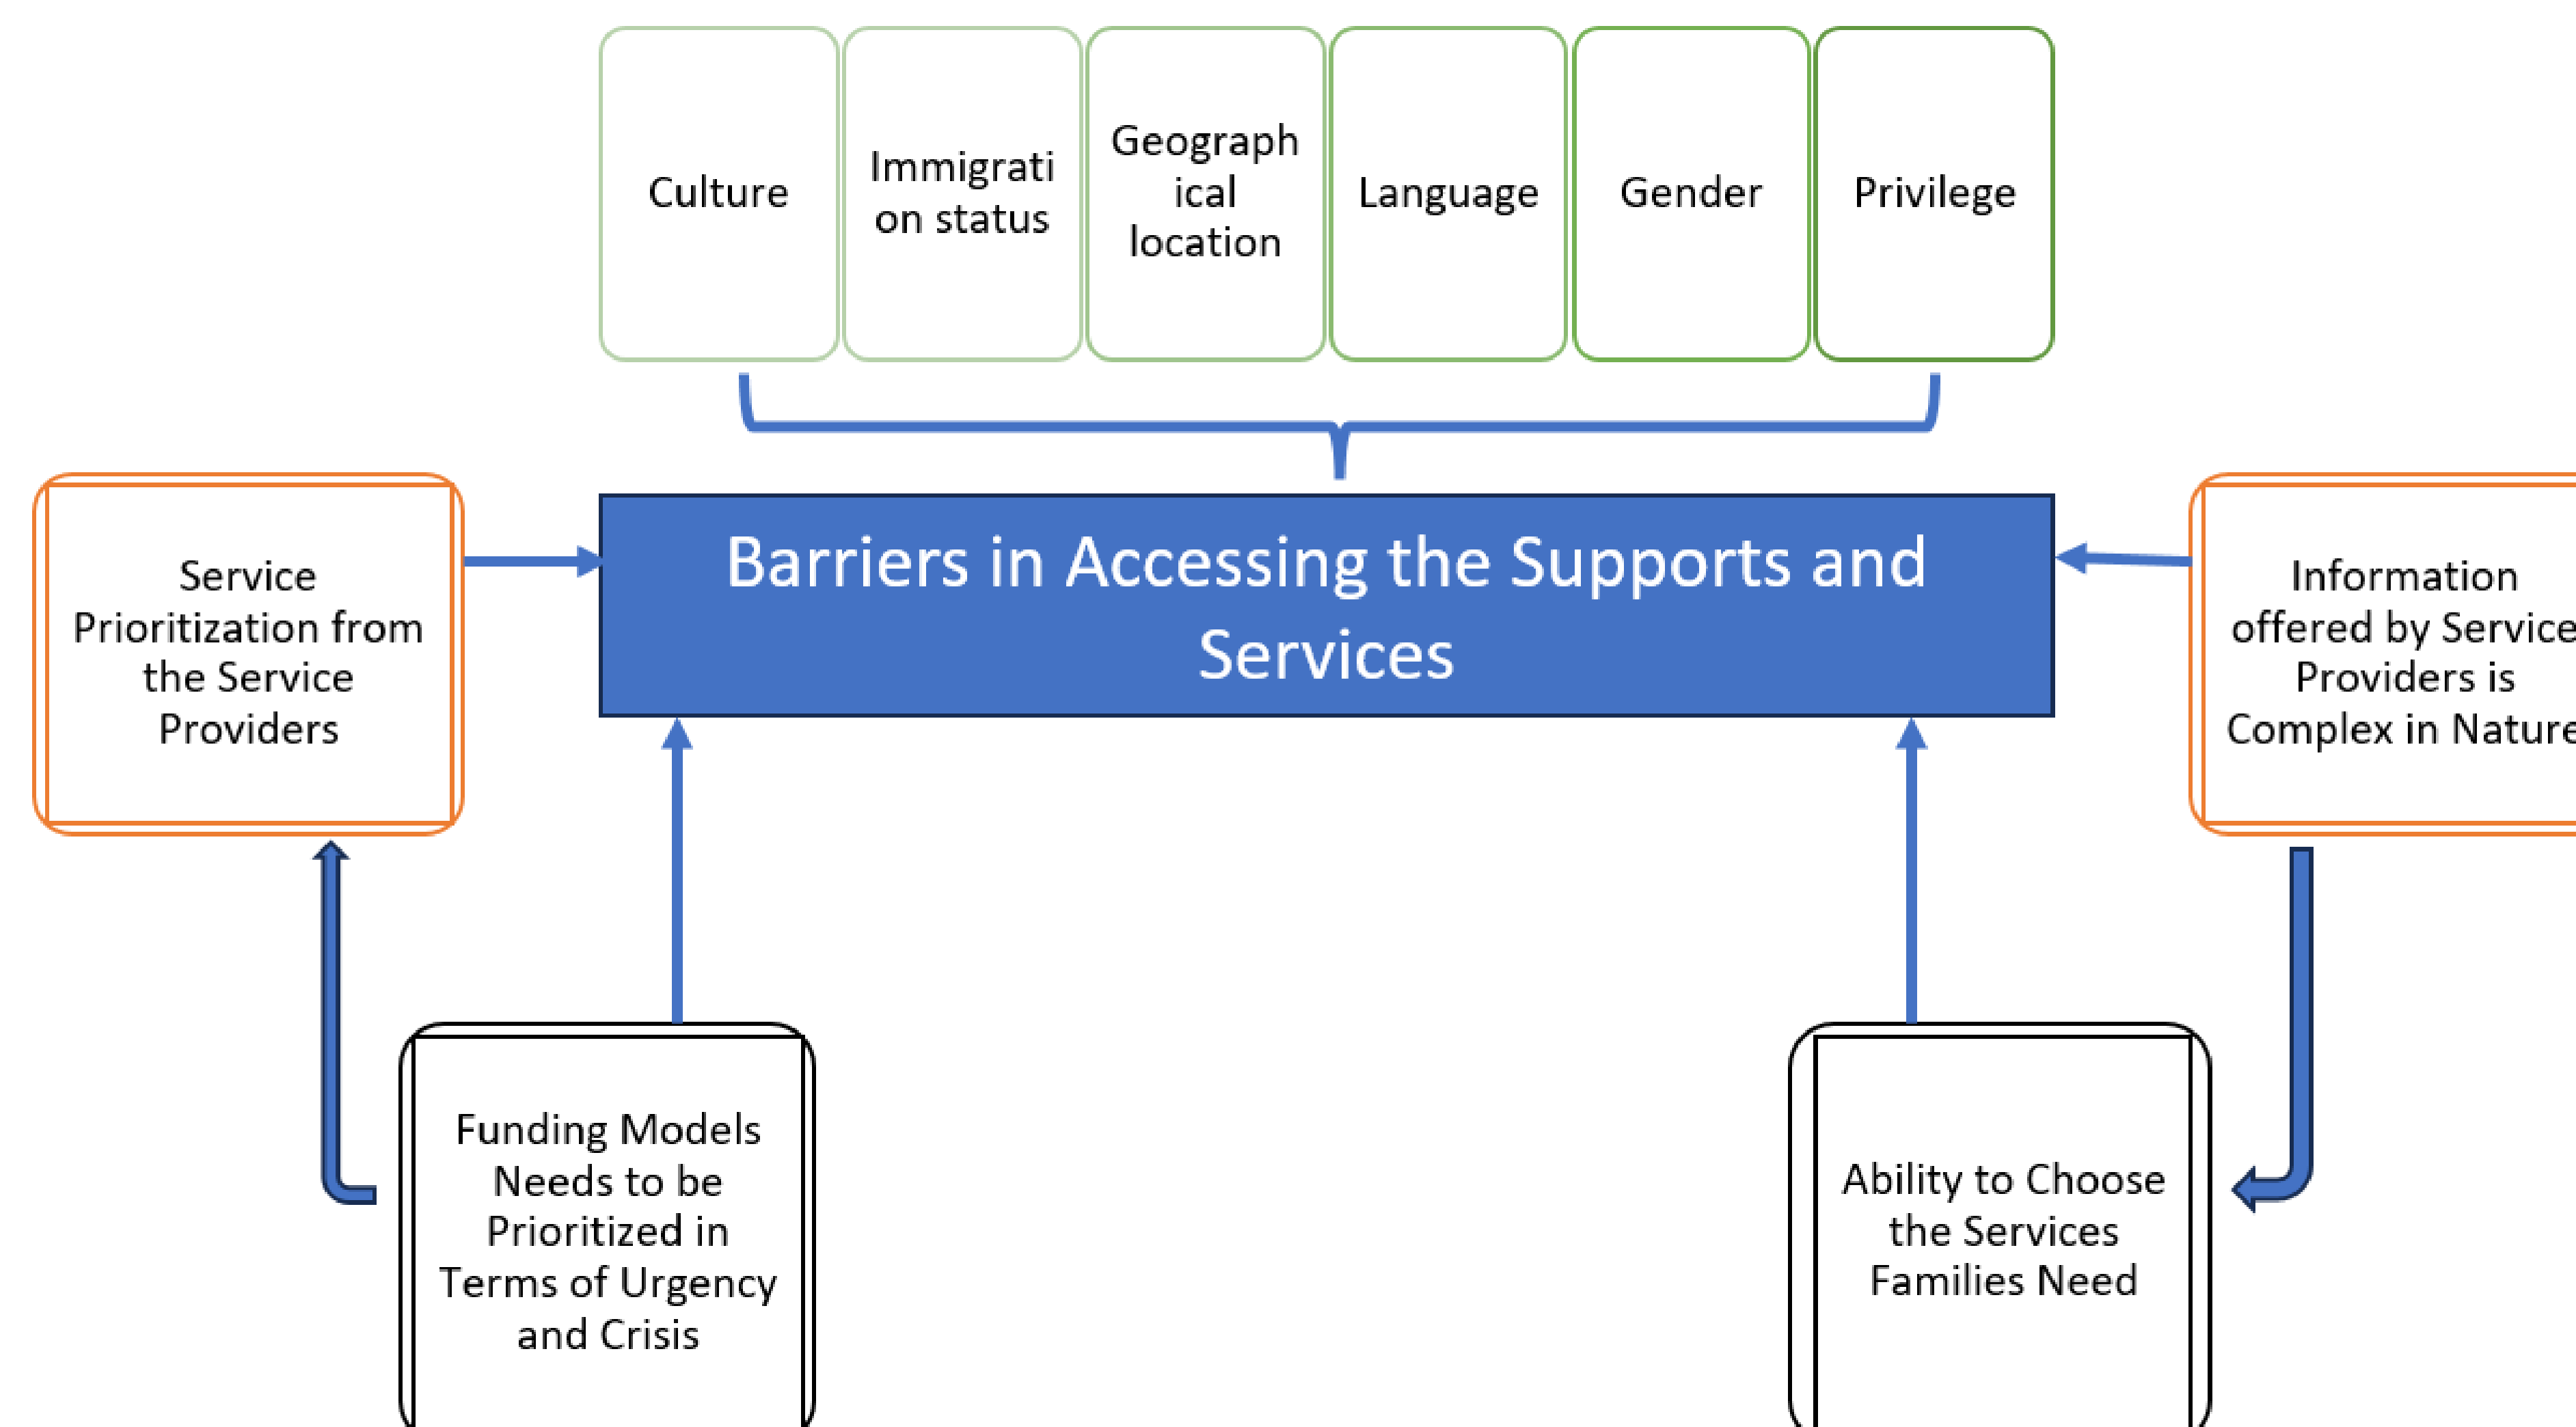 Culture
Immigrati
on status
Geograph
ical
location
Language
Gender
Privilege
Barriers in Accessing the Supports and
Services
Service
Prioritization from
the Service
Providers
Information
offered by Service
Providers is
Complex in Nature
Funding Models
Needs to be
Prioritized in
Terms of Urgency
and Crisis
Ability to Choose
the Services
Families Need